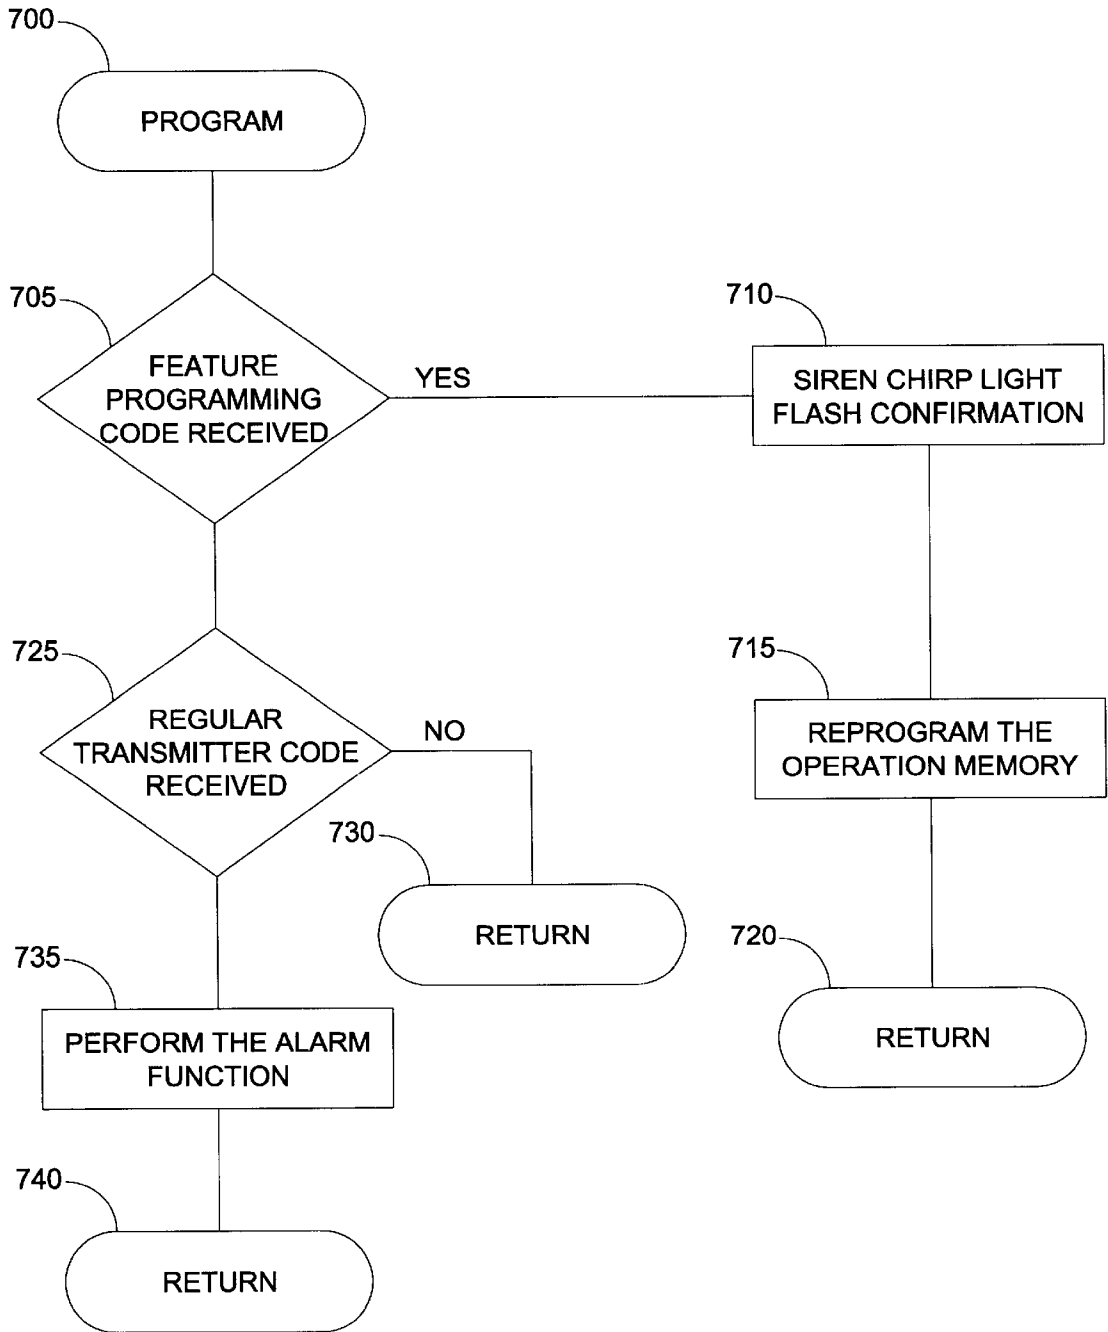 700
PROGRAM
705
FEATURE
PROGRAMMING
CODE RECEIVED
YES
710
SIREN CHIRP LIGHT
FLASH CONFIRMATION
725
REGULAR
TRANSMITTER CODE
RECEIVED
NO
715
REPROGRAM THE
OPERATION MEMORY
730
RETURN
720
RETURN
735
PERFORM THE ALARM
FUNCTION
740
RETURN